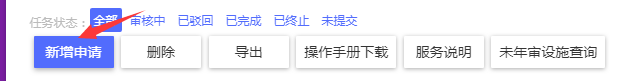 任务状态： 全部 审核中 已驳回 已完成 已终止 未提交
新增申请 删除 导出 操作手册下载 服务说明 未年审设施查询